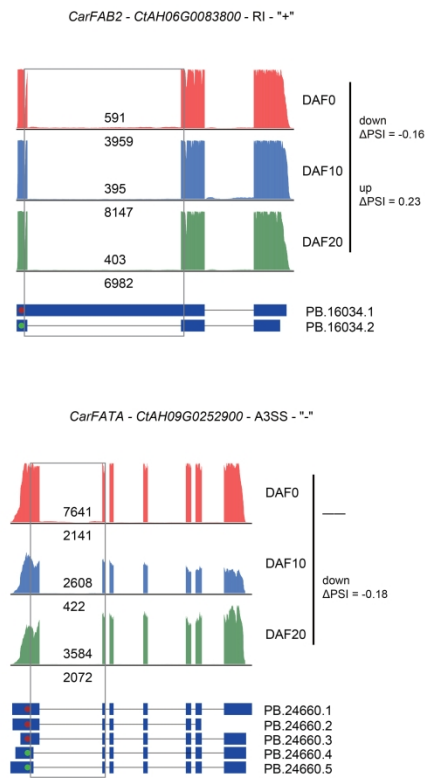 CarFAB2 - CtAH06G0083800 - RI - "+"
DAF0
591
3959
down
ΔPSI = -0.16
DAF10
395
8147
up
ΔPSI = 0.23
DAF20
403
6982
PB.16034.1
PB.16034.2
CarFATA - CtAH09G0252900 - A3SS - "-"
DAF0
7641
2141
DAF10
2608
422
down
ΔPSI = -0.18
DAF20
3584
2072
PB.24660.1
PB.24660.2
PB.24660.3
PB.24660.4
PB.24660.5